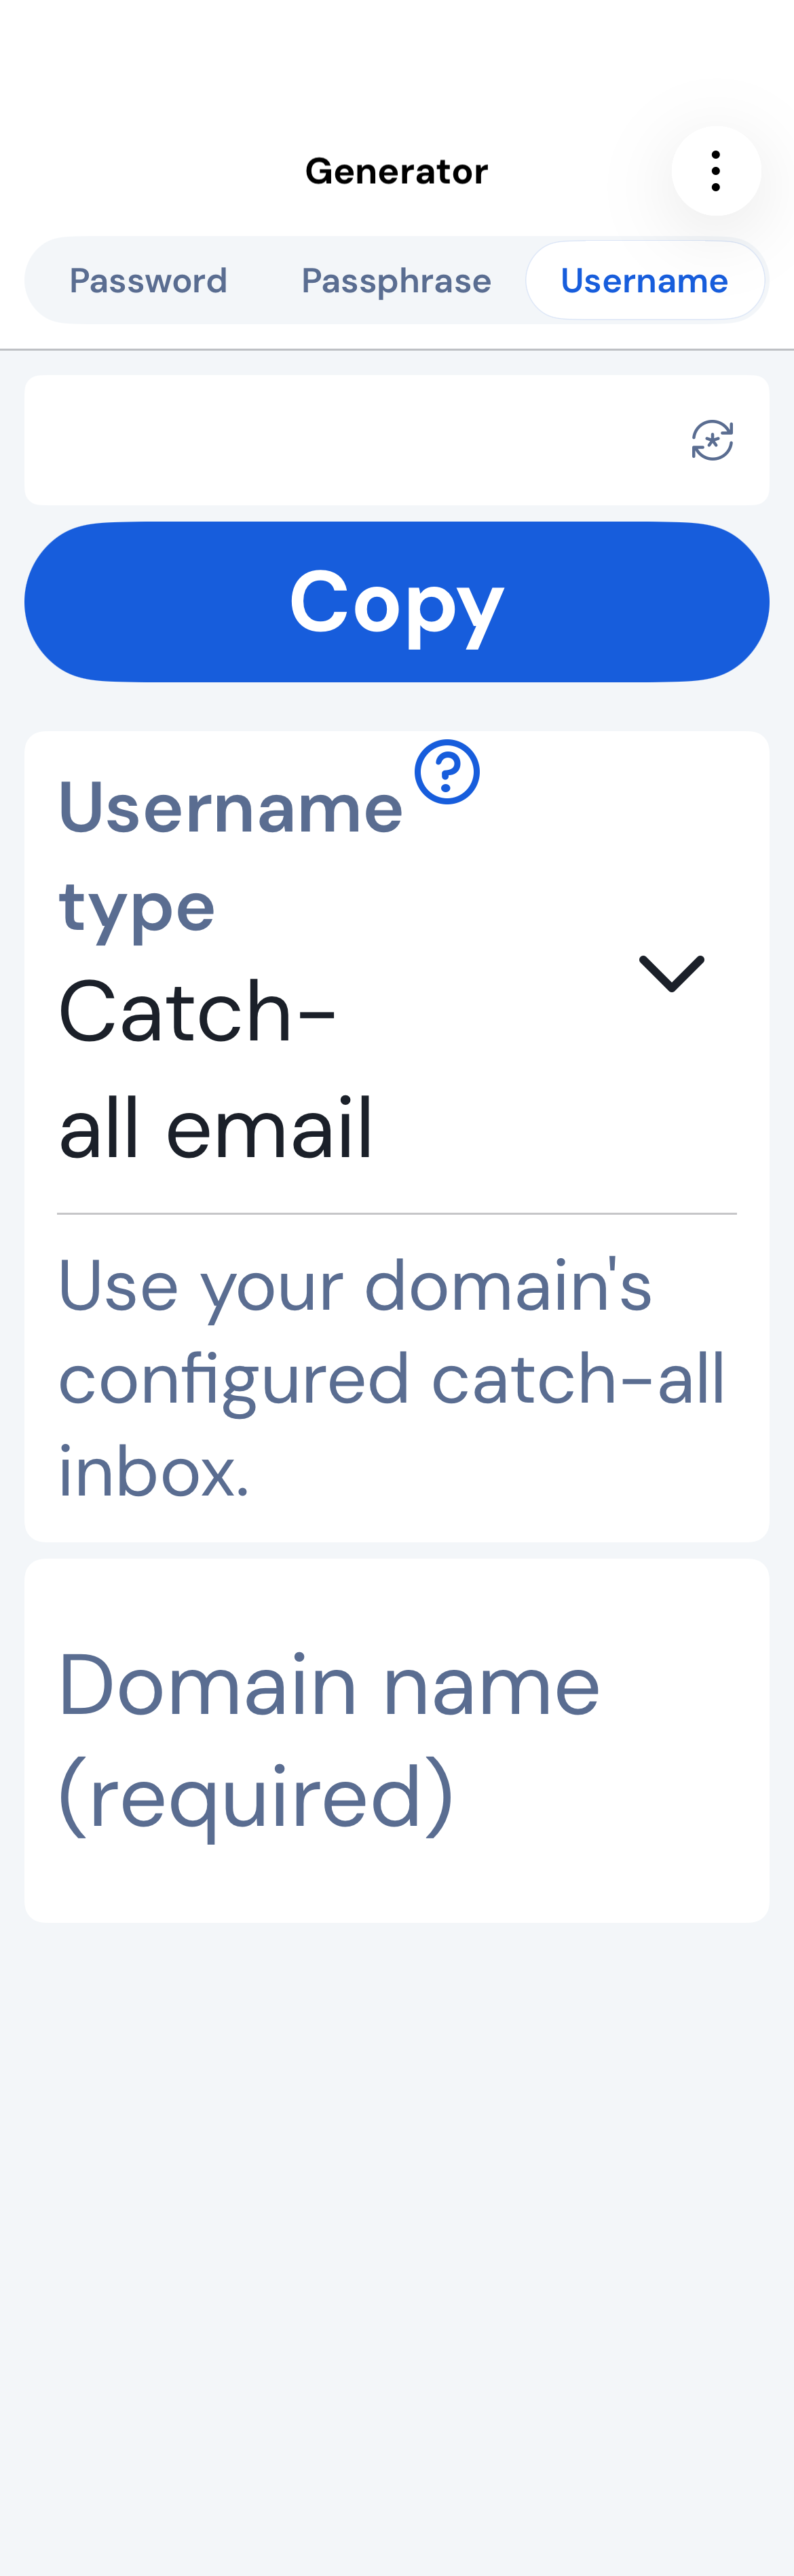 Generator
Password
Passphrase
Username
Copy
Username
type
Catch-
all email
Use your domain's
configured catch-all
inbox.
Domain name
(required)